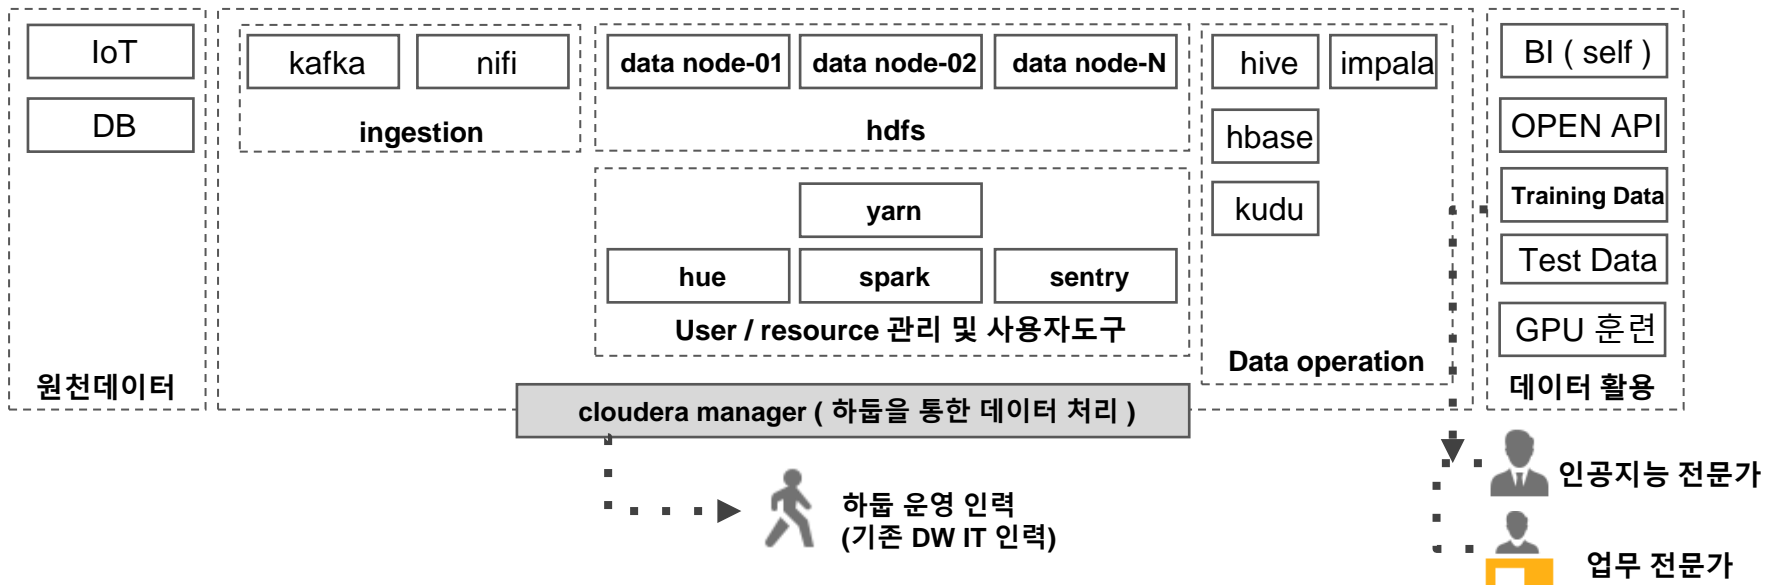 IoT
DB
원천데이터
kafka
nifi
ingestion
data node-01
data node-02
data node-N
hdfs
yarn
hue
spark
sentry
User / resource 관리 및 사용자도구
hive
impala
hbase
kudu
Data operation
cloudera manager ( 하둡을 통한 데이터 처리 )
BI ( self )
OPEN API
Training Data
Test Data
GPU 훈련
데이터 활용
하둡 운영 인력
(기존 DW IT 인력)
인공지능 전문가
업무 전문가